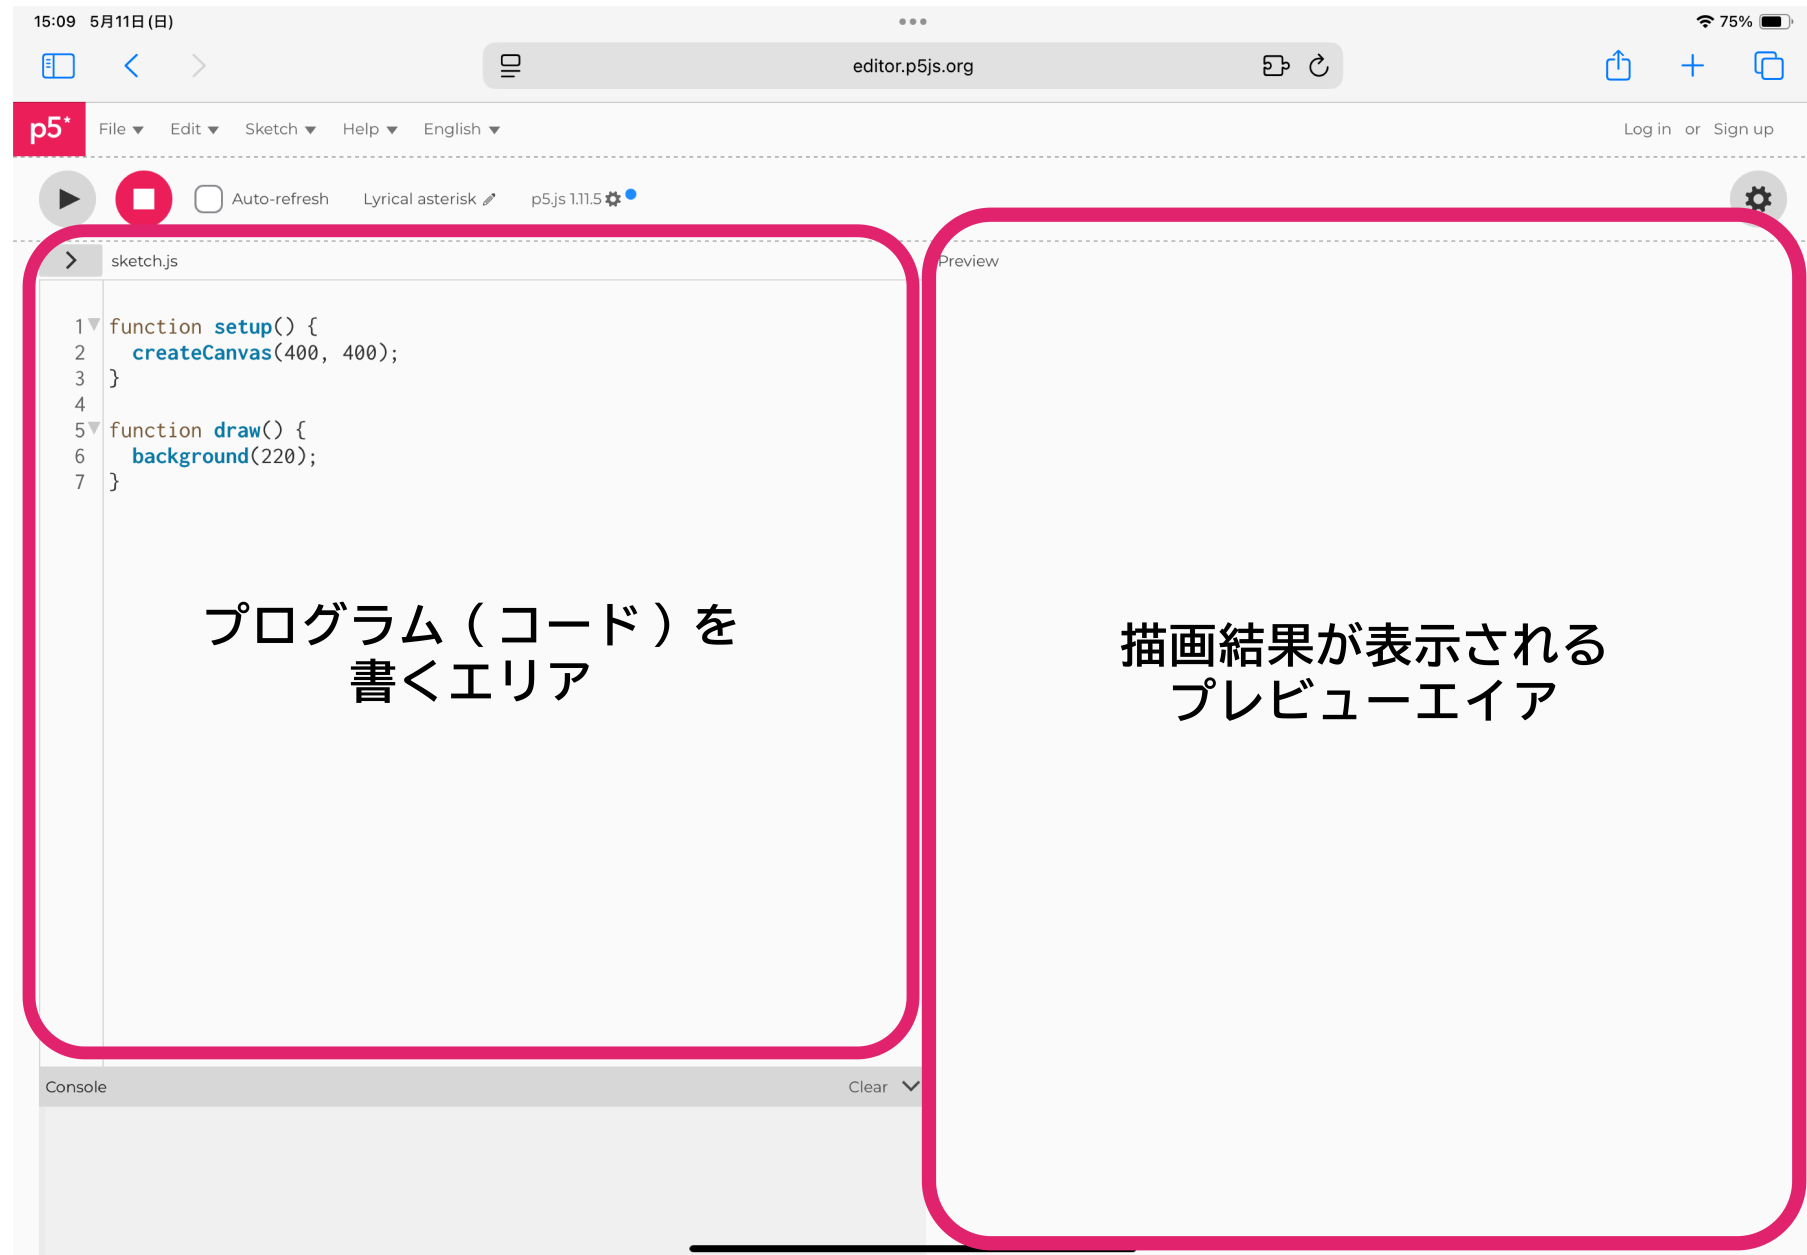 15:09 5月11日(日)
75%
editor.p5js.org
p5* File Edit Sketch Help English
Log in or Sign up
Auto-refresh Lyrical asterisk p5.js 1.11.5
sketch.js
Preview
1 function setup() {
2 createCanvas(400, 400);
3 }
4
5 function draw() {
6 background(220);
7 }
プログラム(コード)を
書くエリア
描画結果が表示される
プレビューエイア
Console
Clear